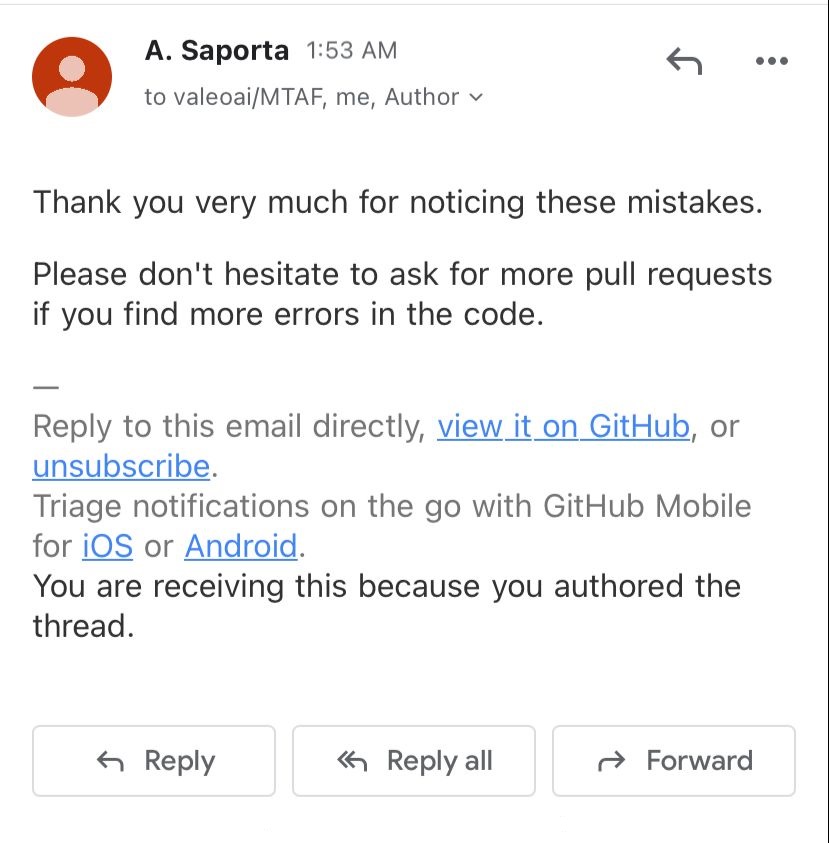 A. Saporta 1:53 AM
to valeoai/MTAF, me, Author
Thank you very much for noticing these mistakes.
Please don't hesitate to ask for more pull requests
if you find more errors in the code.
—
Reply to this email directly, view it on GitHub, or
unsubscribe.
Triage notifications on the go with GitHub Mobile
for iOS or Android.
You are receiving this because you authored the
thread.
Reply Reply all Forward